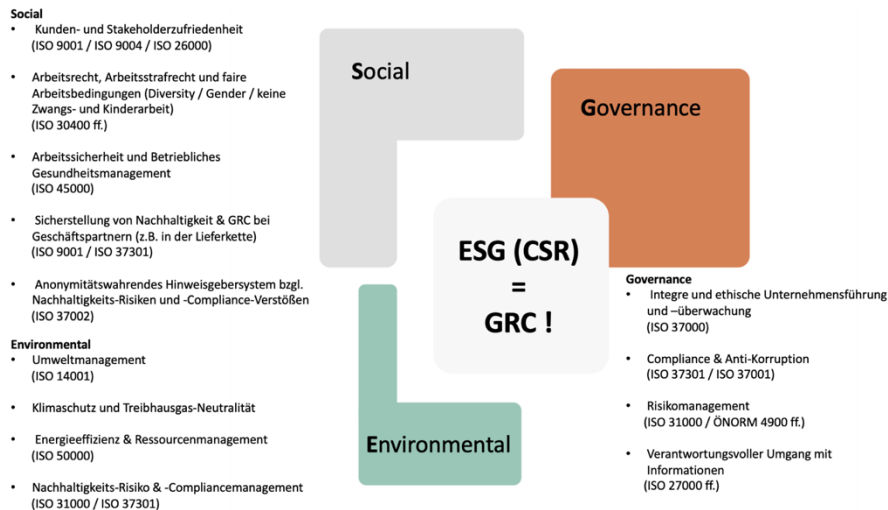 Social
• Kunden- und Stakeholderzufriedenheit
(ISO 9001 / ISO 9004 / ISO 26000)
• Arbeitsrecht, Arbeitsstrafrecht und faire
Arbeitsbedingungen (Diversity / Gender / keine
Zwangs- und Kinderarbeit)
(ISO 30400 ff.)
• Arbeitssicherheit und Betriebliches
Gesundheitsmanagement
(ISO 45000)
• Sicherstellung von Nachhaltigkeit & GRC bei
Geschäftspartnern (z.B. in der Lieferkette)
(ISO 9001 / ISO 37301)
• Anonymitätswahrendes Hinweisgebersystem bzgl.
Nachhaltigkeits-Risiken und -Compliance-Verstößen
(ISO 37002)
Environmental
• Umweltmanagement
(ISO 14001)
• Klimaschutz und Treibhausgas-Neutralität
• Energieeffizienz & Ressourcenmanagement
(ISO 50000)
• Nachhaltigkeits-Risiko & -Compliancemanagement
(ISO 31000 / ISO 37301)
Social
Governance
ESG (CSR)
=
GRC !
Environmental
Governance
• Integre und ethische Unternehmensführung
und –überwachung
(ISO 37000)
• Compliance & Anti-Korruption
(ISO 37301 / ISO 37001)
• Risikomanagement
(ISO 31000 / ÖNORM 4900 ff.)
• Verantwortungsvoller Umgang mit
Informationen
(ISO 27000 ff.)